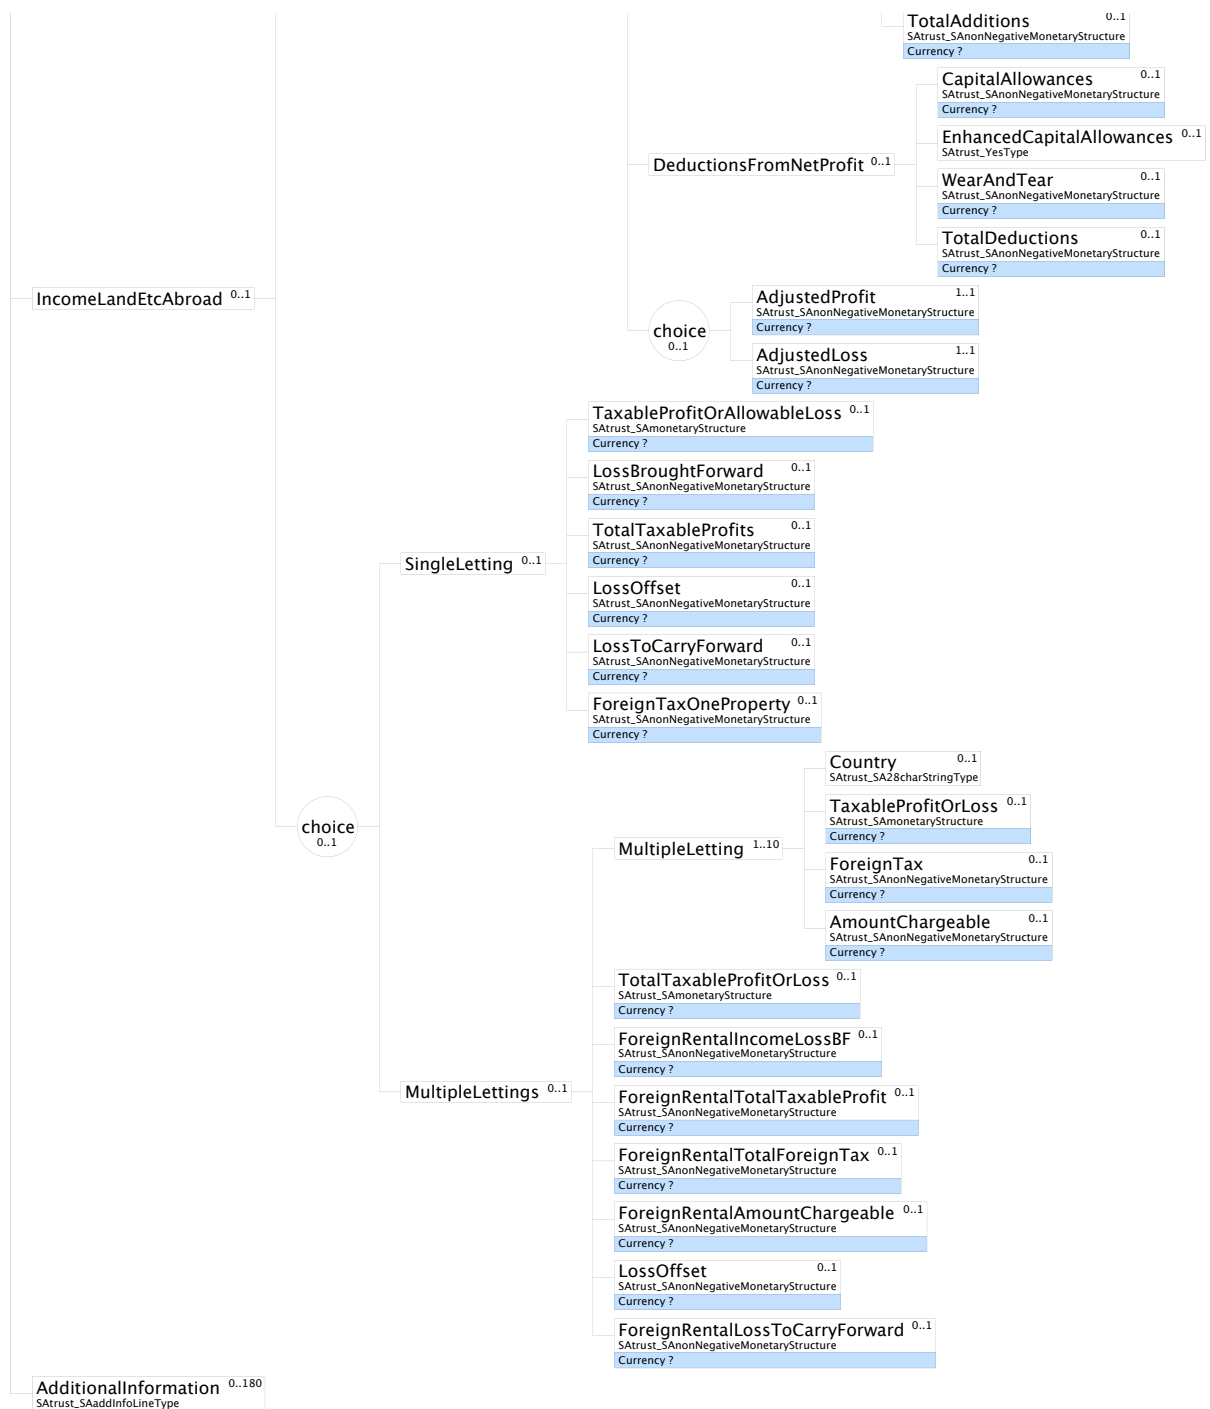 TotalAdditions 0..1
SAtrust_SAnonNegativeMonetaryStructure
Currency ?
CapitalAllowances 0..1
SAtrust_SAnonNegativeMonetaryStructure
Currency ?
EnhancedCapitalAllowances 0..1
SAtrust_YesType
DeductionsFromNetProfit 0..1
WearAndTear 0..1
SAtrust_SAnonNegativeMonetaryStructure
Currency ?
TotalDeductions 0..1
SAtrust_SAnonNegativeMonetaryStructure
Currency ?
IncomeLandEtcAbroad 0..1
AdjustedProfit 1..1
SAtrust_SAnonNegativeMonetaryStructure
Currency ?
choice
0..1
AdjustedLoss 1..1
SAtrust_SAnonNegativeMonetaryStructure
Currency ?
TaxableProfitOrAllowableLoss 0..1
SAtrust_SAmonetaryStructure
Currency ?
LossBroughtForward 0..1
SAtrust_SAnonNegativeMonetaryStructure
Currency ?
TotalTaxableProfits 0..1
SAtrust_SAnonNegativeMonetaryStructure
Currency ?
SingleLetting 0..1
LossOffset 0..1
SAtrust_SAnonNegativeMonetaryStructure
Currency ?
LossToCarryForward 0..1
SAtrust_SAnonNegativeMonetaryStructure
Currency ?
ForeignTaxOneProperty 0..1
SAtrust_SAnonNegativeMonetaryStructure
Currency ?
Country 0..1
SAtrust_SA28charStringType
choice
0..1
TaxableProfitOrLoss 0..1
SAtrust_SAmonetaryStructure
Currency ?
MultipleLetting 1..10
ForeignTax 0..1
SAtrust_SAnonNegativeMonetaryStructure
Currency ?
AmountChargeable 0..1
SAtrust_SAnonNegativeMonetaryStructure
Currency ?
TotalTaxableProfitOrLoss 0..1
SAtrust_SAmonetaryStructure
Currency ?
ForeignRentalIncomeLossBF 0..1
SAtrust_SAnonNegativeMonetaryStructure
Currency ?
MultipleLettings 0..1
ForeignRentalTotalTaxableProfit 0..1
SAtrust_SAnonNegativeMonetaryStructure
Currency ?
ForeignRentalTotalForeignTax 0..1
SAtrust_SAnonNegativeMonetaryStructure
Currency ?
ForeignRentalAmountChargeable 0..1
SAtrust_SAnonNegativeMonetaryStructure
Currency ?
LossOffset 0..1
SAtrust_SAnonNegativeMonetaryStructure
Currency ?
ForeignRentalLossToCarryForward 0..1
SAtrust_SAnonNegativeMonetaryStructure
Currency ?
AdditionalInformation 0..180
SAtrust_SAaddInfoLineType